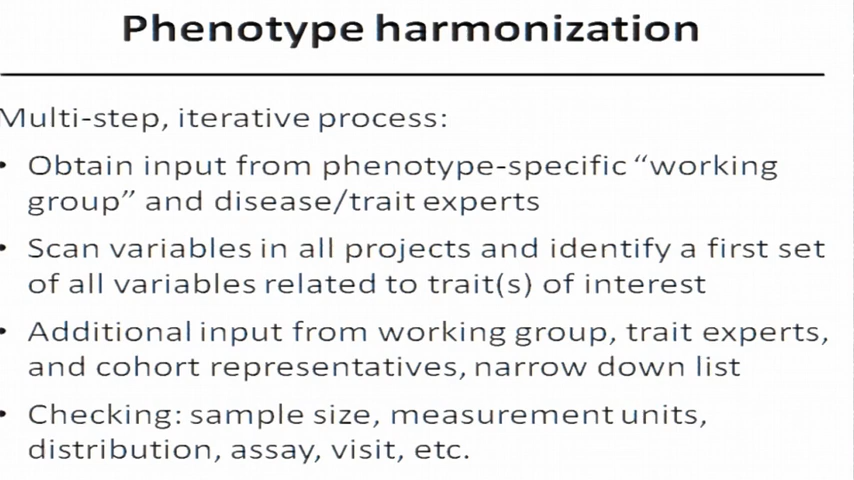 Phenotype harmonization
Multi-step, iterative process:
• Obtain input from phenotype-specific “working
group” and disease/trait experts
• Scan variables in all projects and identify a first set
of all variables related to trait(s) of interest
• Additional input from working group, trait experts,
and cohort representatives, narrow down list
• Checking: sample size, measurement units,
distribution, assay, visit, etc.